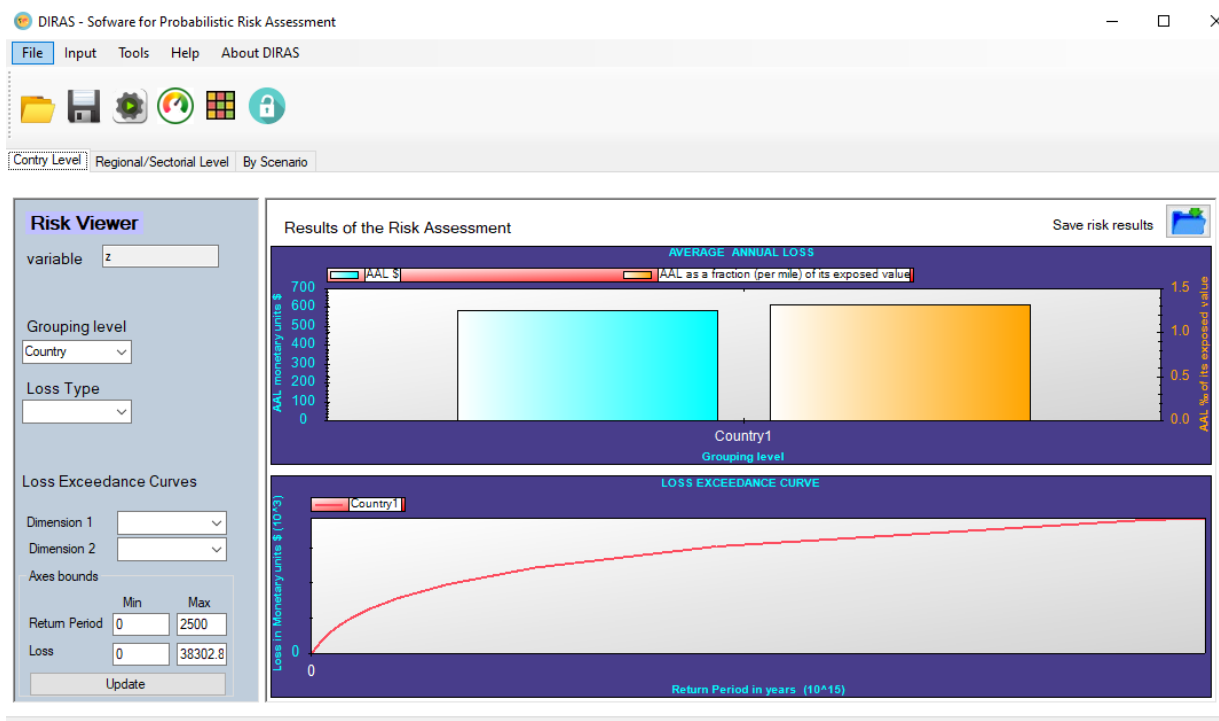 DIRAS - Sofware for Probabilistic Risk Assessment
File Input Tools Help About DIRAS
Contry Level Regional/Sectorial Level By Scenario
Risk Viewer
variable z
Grouping level
Country
Loss Type
Loss Exceedance Curves
Dimension 1
Dimension 2
Axes bounds
Min Max
Return Period 0 2500
Loss 0 38302.8
Update
Results of the Risk Assessment
Save risk results
AVERAGE ANNUAL LOSS
AAL $ AAL as a fraction (per mile) of its exposed value
AAL monetary units $
700
600
500
400
300
200
100
0
1.5
1.0
0.5
0.0
AAL ‰ of its exposed value
Country1
Grouping level
LOSS EXCEEDANCE CURVE
Country1
Loss in Monetary units $ (10^3)
0
0
Return Period in years (10^15)